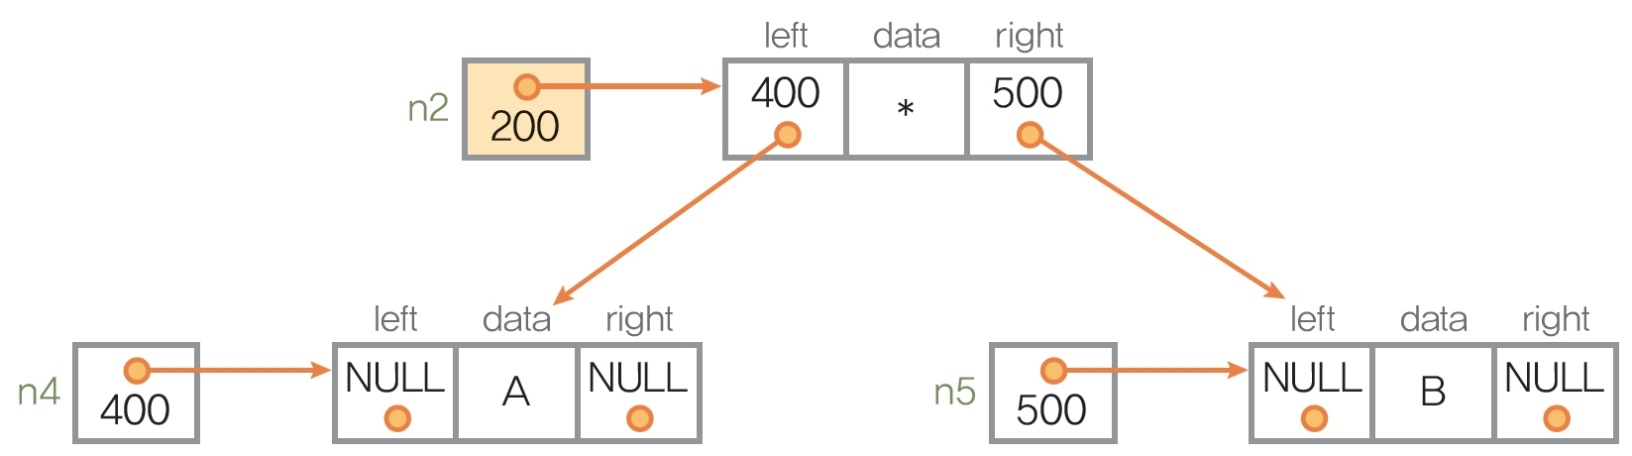 left data right
n2 200 400 * 500
left data right left data right
n4 400 NULL A NULL n5 500 NULL B NULL